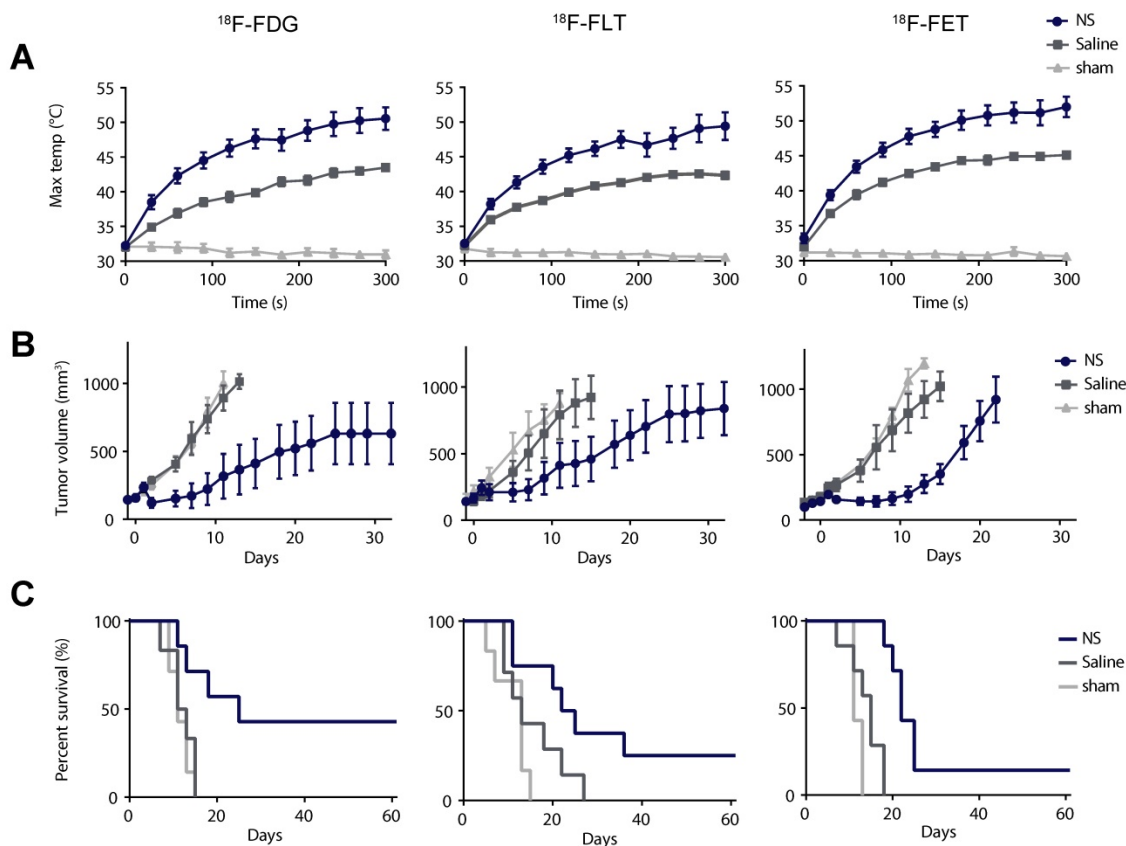 ¹⁸F-FDG
¹⁸F-FLT
¹⁸F-FET
NS
Saline
sham
A
Max temp (°C)
55
50
45
40
35
30
0
100
200
300
Time (s)
55
50
45
40
35
30
0
100
200
300
Time (s)
55
50
45
40
35
30
0
100
200
300
Time (s)
B
Tumor volume (mm³)
1000
500
0
0
10
20
30
Days
1000
500
0
0
10
20
30
Days
1000
500
0
0
10
20
30
Days
NS
Saline
sham
C
Percent survival (%)
100
50
0
0
20
40
60
Days
100
50
0
0
20
40
60
Days
100
50
0
0
20
40
60
Days
NS
Saline
sham